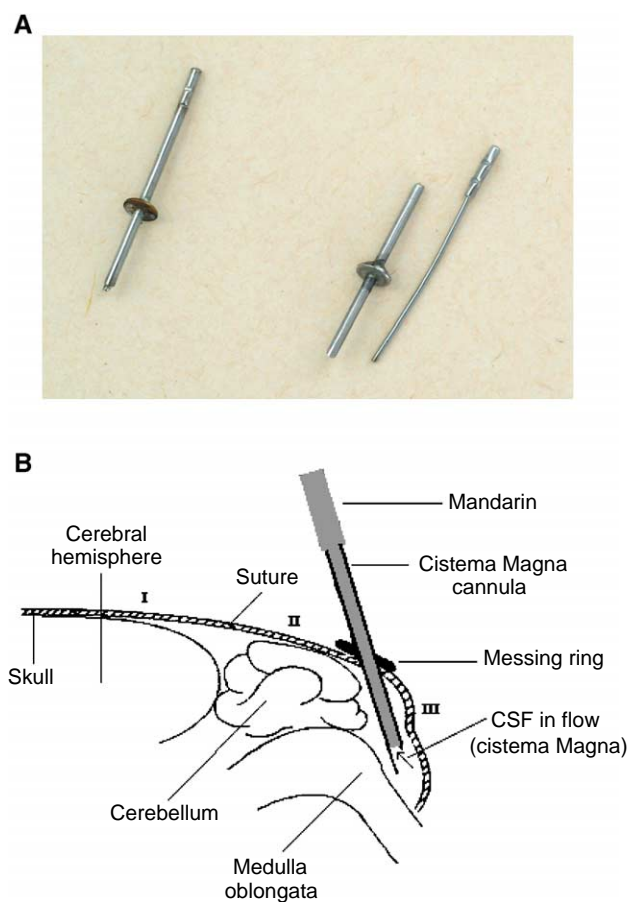 A
B
Mandarin
Cerebral
hemisphere
Cistema Magna
cannula
Suture
I
II
Messing ring
Skull
III
CSF in flow
(cistema Magna)
Cerebellum
Medulla
oblongata